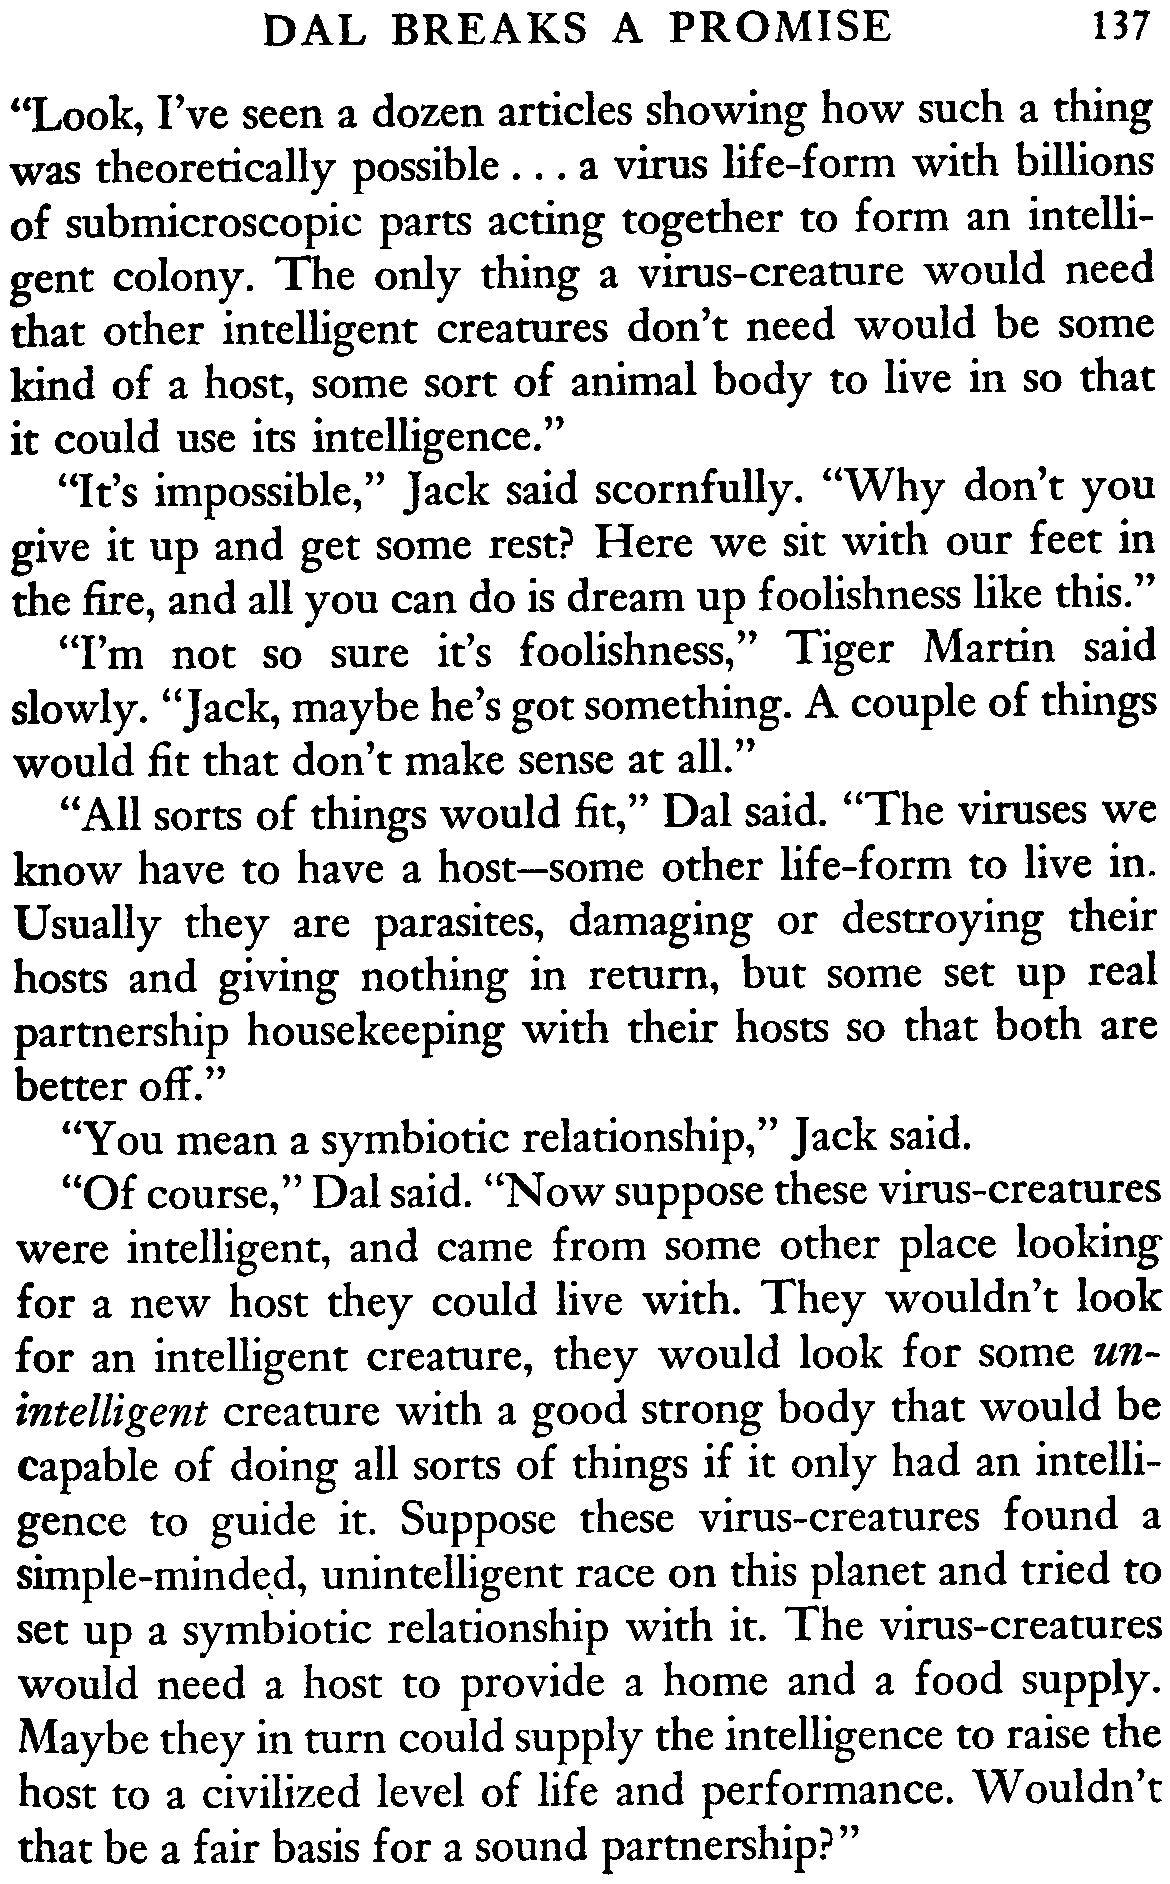 DAL BREAKS A PROMISE 137
“Look, I’ve seen a dozen articles showing how such a thing
was theoretically possible . . . a virus life-form with billions
of submicroscopic parts acting together to form an intelli-
gent colony. The only thing a virus-creature would need
that other intelligent creatures don’t need would be some
kind of a host, some sort of animal body to live in so that
it could use its intelligence.”
“It’s impossible,” Jack said scornfully. “Why don’t you
give it up and get some rest? Here we sit with our feet in
the fire, and all you can do is dream up foolishness like this.”
“I’m not so sure it’s foolishness,” Tiger Martin said
slowly. “Jack, maybe he’s got something. A couple of things
would fit that don’t make sense at all.”
“All sorts of things would fit,” Dal said. “The viruses we
know have to have a host—some other life-form to live in.
Usually they are parasites, damaging or destroying their
hosts and giving nothing in return, but some set up real
partnership housekeeping with their hosts so that both are
better off.”
“You mean a symbiotic relationship,” Jack said.
“Of course,” Dal said. “Now suppose these virus-creatures
were intelligent, and came from some other place looking
for a new host they could live with. They wouldn’t look
for an intelligent creature, they would look for some un-
intelligent creature with a good strong body that would be
capable of doing all sorts of things if it only had an intelli-
gence to guide it. Suppose these virus-creatures found a
simple-minded, unintelligent race on this planet and tried to
set up a symbiotic relationship with it. The virus-creatures
would need a host to provide a home and a food supply.
Maybe they in turn could supply the intelligence to raise the
host to a civilized level of life and performance. Wouldn’t
that be a fair basis for a sound partnership?”